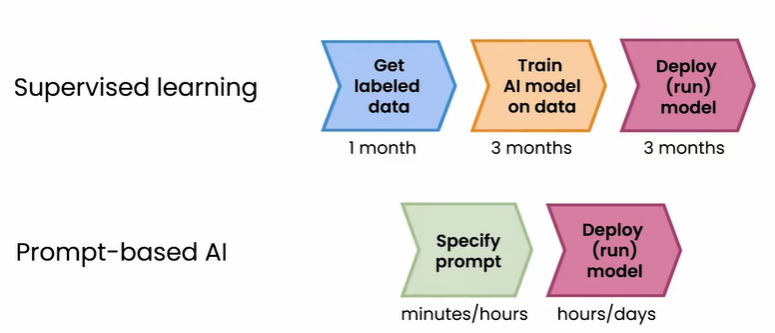 Supervised learning
Get
labeled
data
Train
AI model
on data
Deploy
(run)
model
1 month
3 months
3 months
Prompt-based AI
Specify
prompt
Deploy
(run)
model
minutes/hours
hours/days